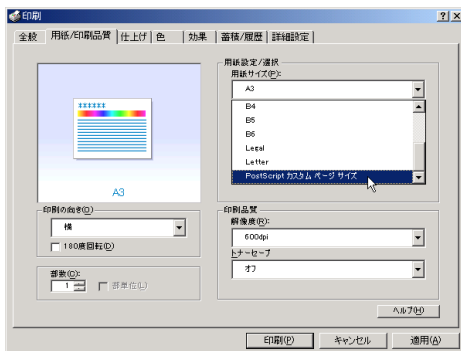 印刷
全般 用紙/印刷品質 仕上げ 色 効果 蓄積/履歴 詳細設定
用紙設定/選択
用紙サイズ(P):
A3
B4
B5
B6
Legal
Letter
PostScript カスタム ページ サイズ
A3
印刷の向き(O)
横
180度回転(D)
部数(C):
1
部単位(L)
印刷品質
解像度(R):
600dpi
トナーセーブ
オフ
ヘルプ(H)
印刷(P) キャンセル 適用(A)